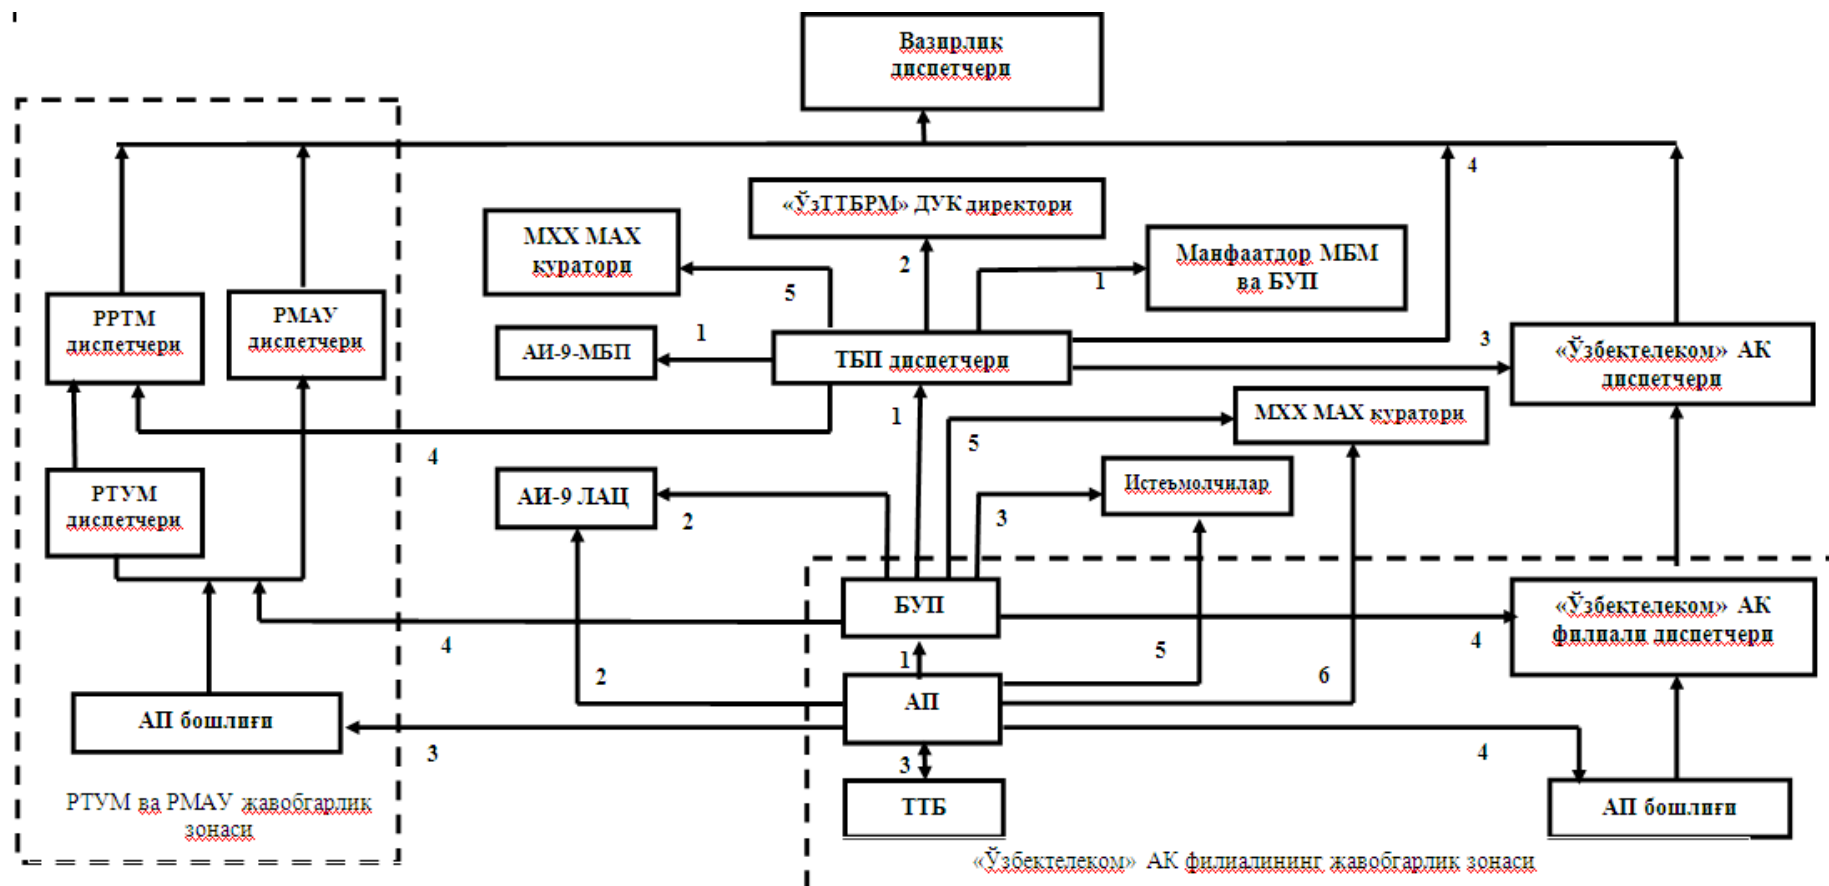 Вазирлик
диспетчери
4
«ЎзТТБРМ» ДУК директори
МХХ МАХ
куратори
2
Манфаатдор МБМ
ва БУП
1
5
РРТМ
диспетчери
РМАУ
диспетчери
АИ-9-МБП
1
ТБП диспетчери
3
«Ўзбектелеком» АК
диспетчери
1
МХХ МАХ куратори
5
4
РТУМ
диспетчери
АИ-9 ЛАЦ
2
3
Истеъмолчилар
БУП
«Ўзбектелеком» АК
филиали диспетчери
4
4
1
5
2
6
АП бошлиғи
АП
3
3
4
РТУМ ва РМАУ жавобгарлик
зонаси
ТТБ
АП бошлиғи
«Ўзбектелеком» АК филиалининг жавобгарлик зонаси